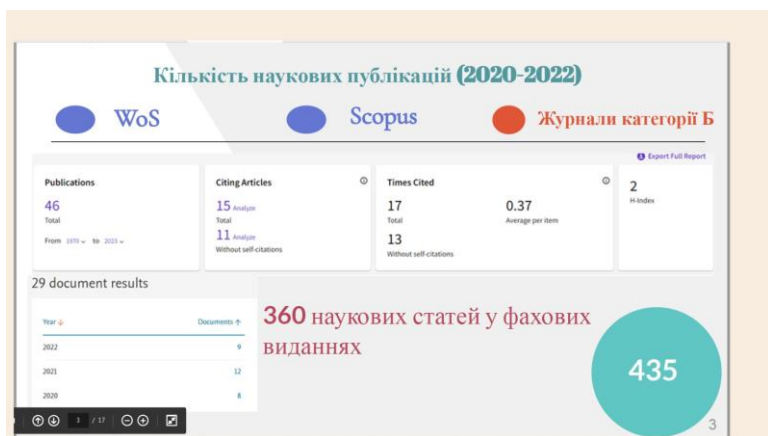 Кількість наукових публікацій (2020-2022)
WoS Scopus Журнали категорії Б
Export Full Report
Publications
46
Total
From 1970 to 2023
Citing Articles
15 Analyze
Total
11 Analyze
Without self-citations
Times Cited
17
Total
13
Without self-citations
0.37
Average per item
2
H-Index
29 document results
Year Documents
2022 9
2021 12
2020 8
360 наукових статей у фахових
виданнях
435
3 / 17
3